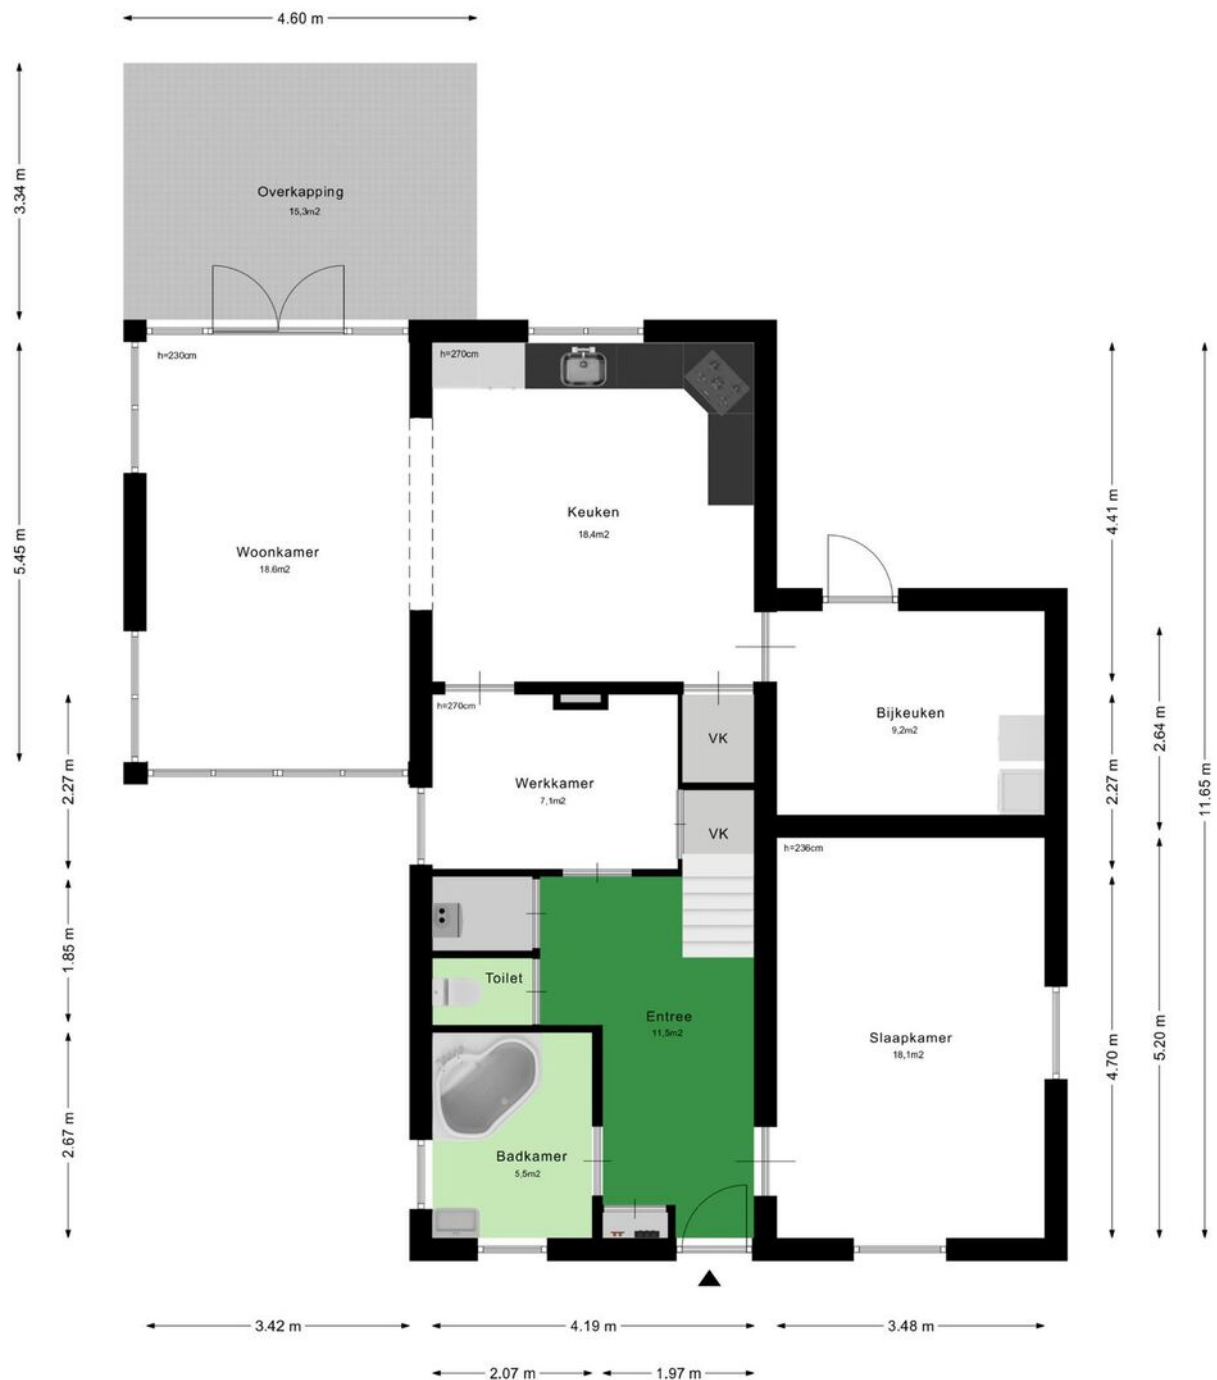 4.60 m
3.34 m
Overkapping
15,3m2
h=230cm
h=270cm
5.45 m
4.41 m
11.65 m
Keuken
18,4m2
Woonkamer
18.6m2
h=270cm
VK
Bijkeuken
9,2m2
2.64 m
2.27 m
2.27 m
Werkkamer
7,1m2
VK
h=236cm
1.85 m
Toilet
Entree
11,5m2
Slaapkamer
18,1m2
4.70 m
5.20 m
2.67 m
Badkamer
5,5m2
3.42 m
4.19 m
3.48 m
2.07 m
1.97 m